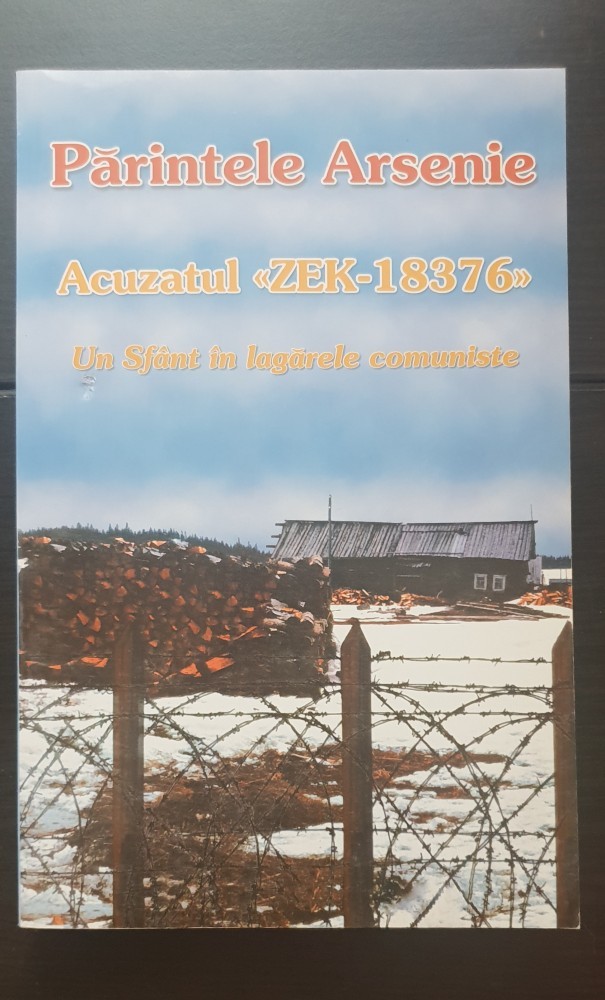 Părintele Arsenie
Acuzatul «ZEK-18376»
Un Sfânt în lagărele comuniste